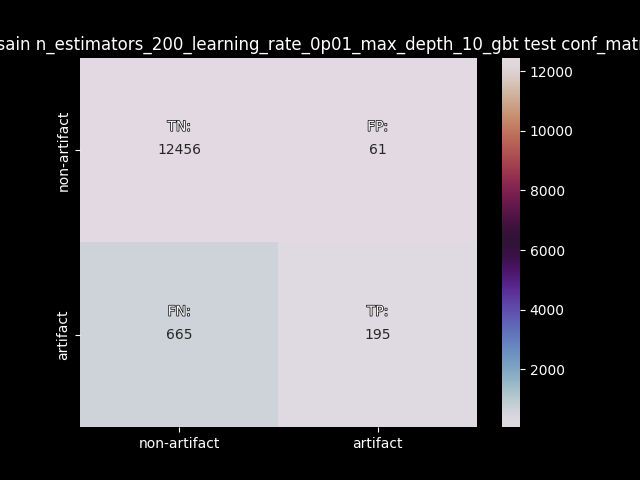 sain n_estimators_200_learning_rate_0p01_max_depth_10_gbt test conf_matr
non-artifact
TN:
12456
FP:
61
artifact
FN:
665
TP:
195
non-artifact
artifact
12000
10000
8000
6000
4000
2000